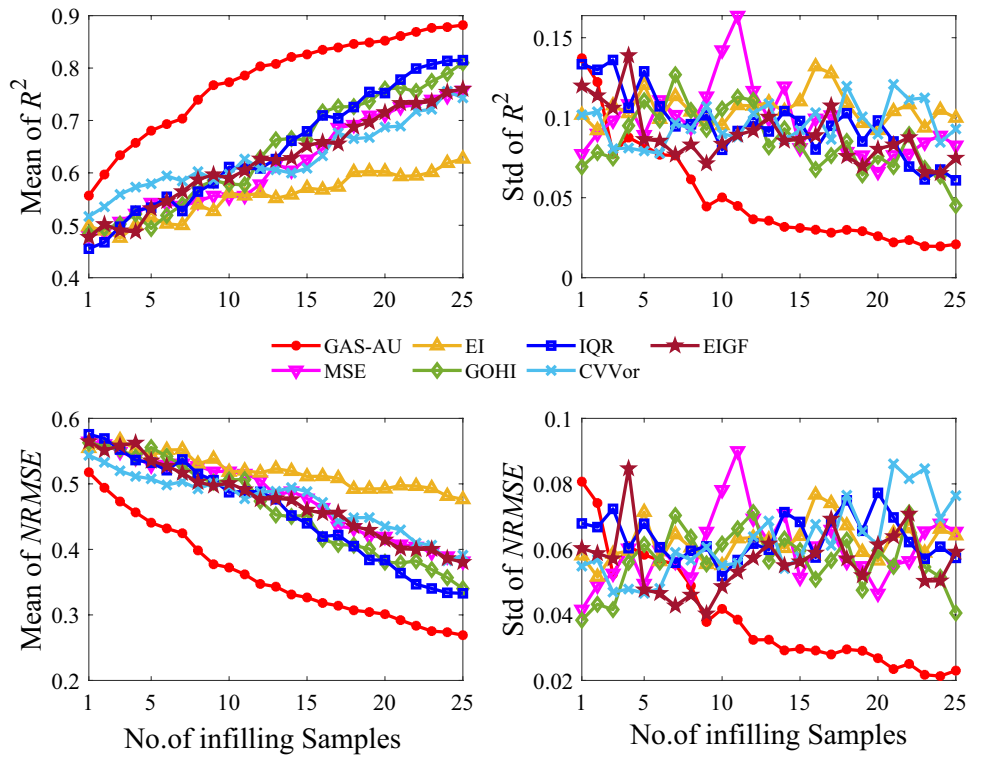 Mean of R²
0.9
0.8
0.7
0.6
0.5
0.4
1 5 10 15 20 25
Std of R²
0.15
0.1
0.05
0
1 5 10 15 20 25
GAS-AU EI IQR EIGF
MSE GOHI CVVor
Mean of NRMSE
0.6
0.5
0.4
0.3
0.2
1 5 10 15 20 25
No.of infilling Samples
Std of NRMSE
0.1
0.08
0.06
0.04
0.02
1 5 10 15 20 25
No.of infilling Samples